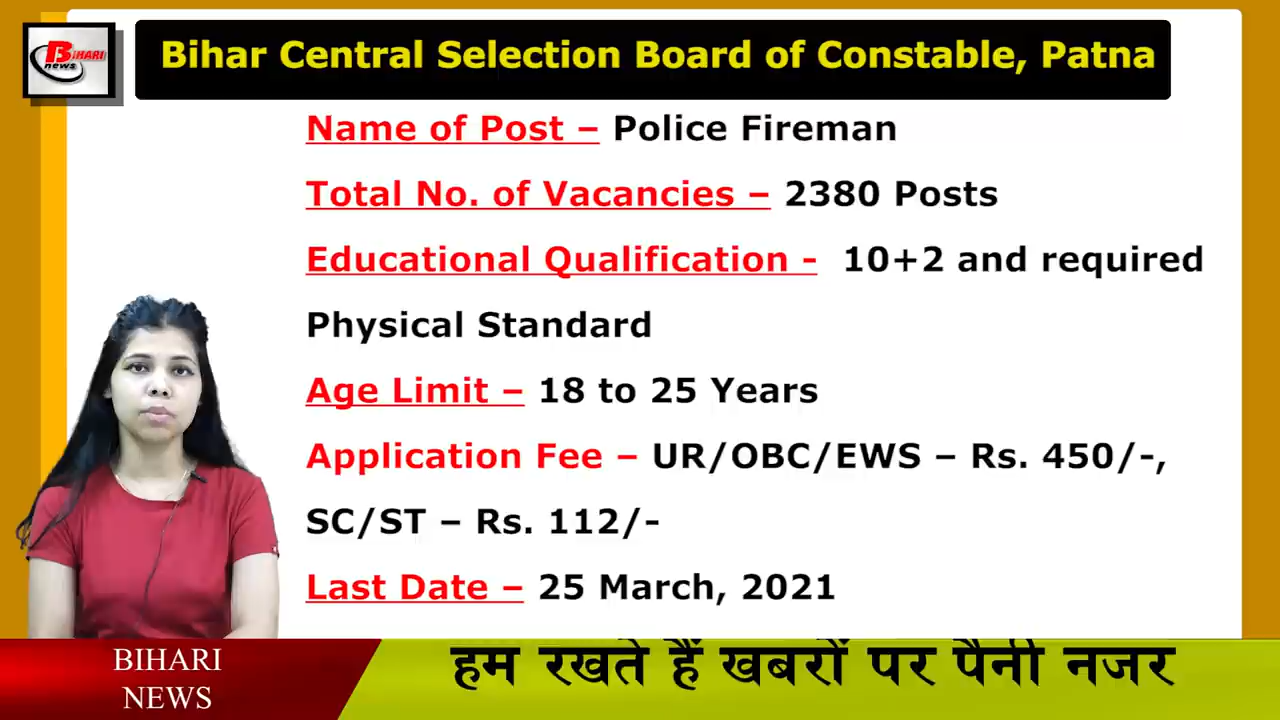 BIHARI
news
Bihar Central Selection Board of Constable, Patna
Name of Post – Police Fireman
Total No. of Vacancies – 2380 Posts
Educational Qualification - 10+2 and required
Physical Standard
Age Limit – 18 to 25 Years
Application Fee – UR/OBC/EWS – Rs. 450/-,
SC/ST – Rs. 112/-
Last Date – 25 March, 2021
BIHARI
NEWS
हम रखते हैं खबरों पर पैनी नजर